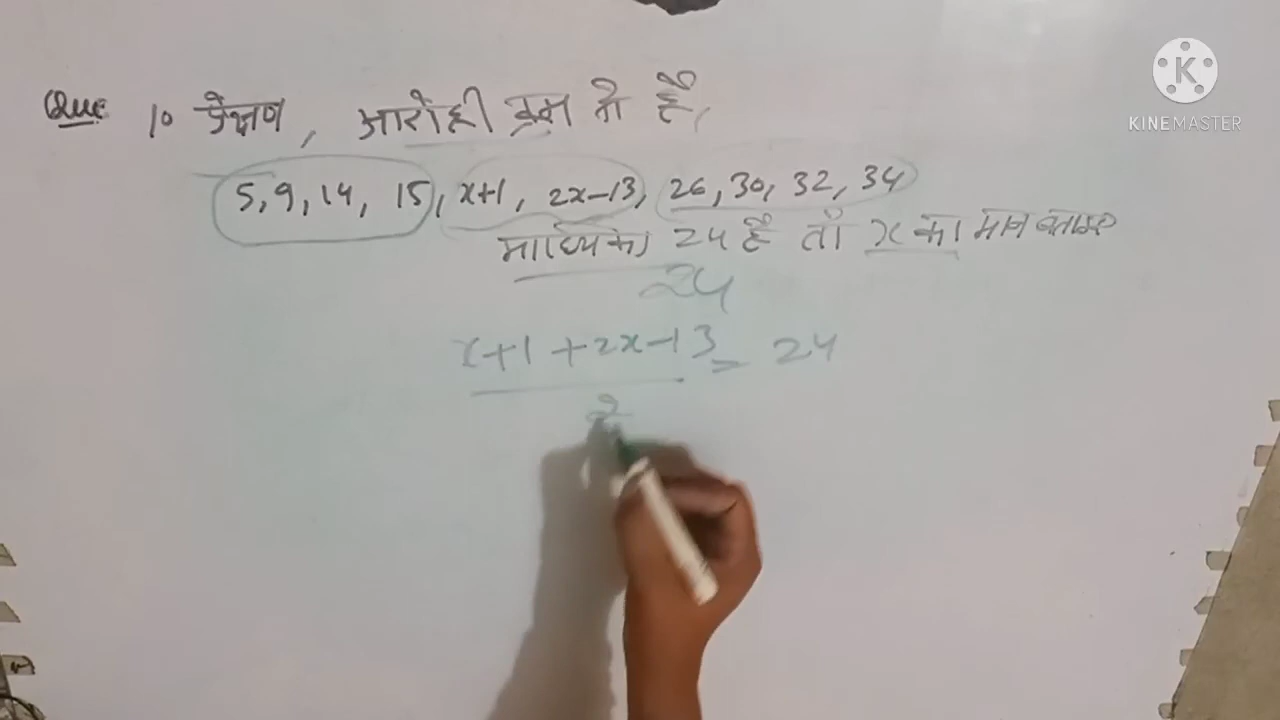 Que 10 प्रेक्षण, आरोही क्रम में है,
5, 9, 14, 15, x+1, 2x-13, 26, 30, 32, 34
माध्यिका 24 है तो x का मान
24
x+1 + 2x-13 = 24
2
KINEMASTER